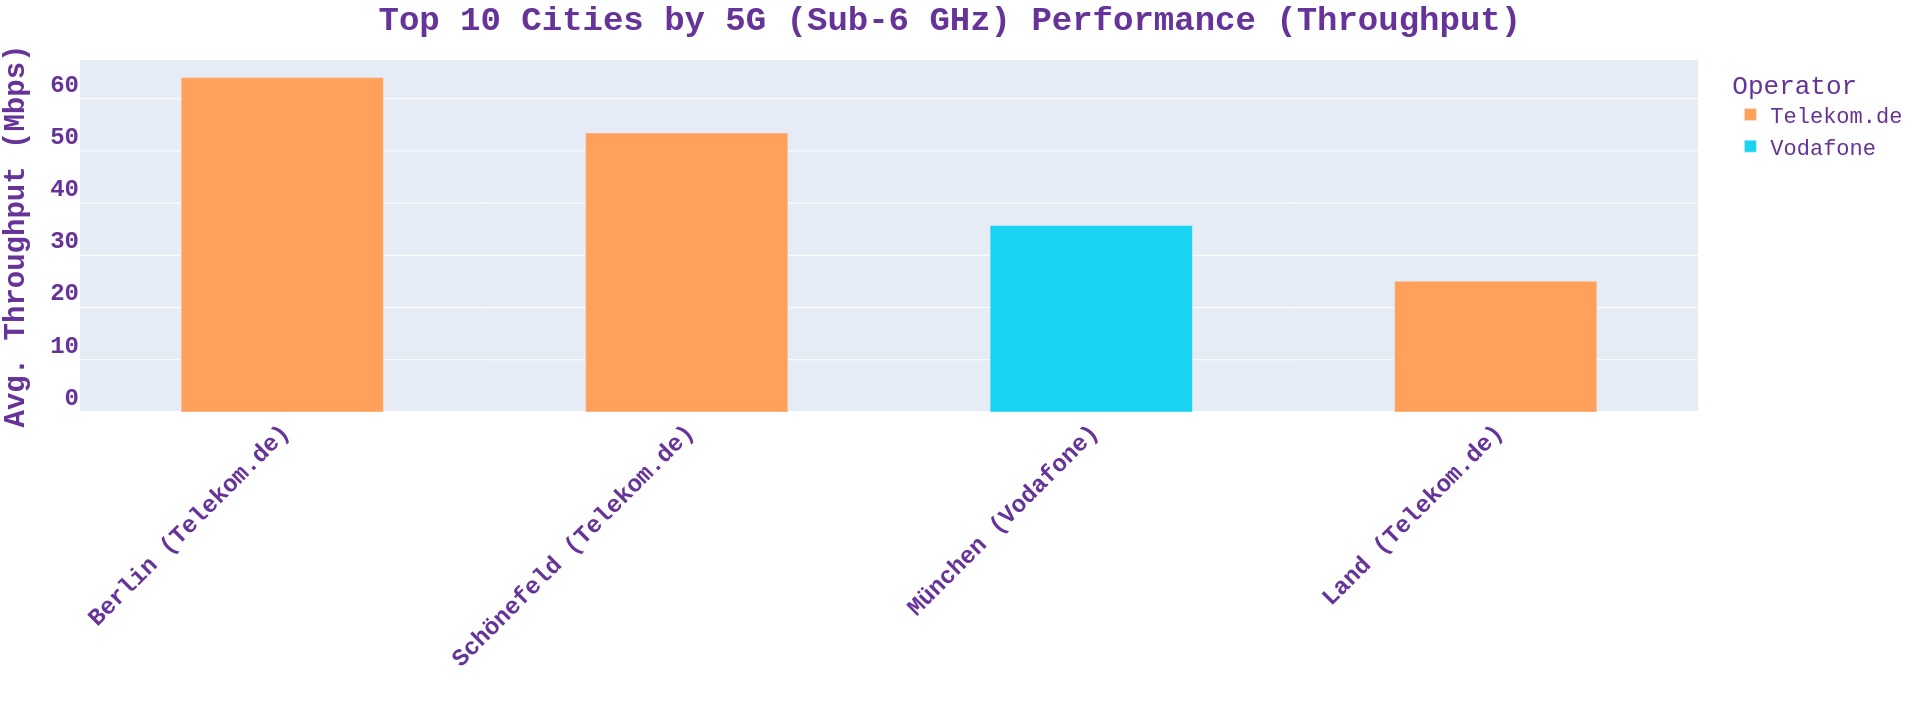 Top 10 Cities by 5G (Sub-6 GHz) Performance (Throughput)
Avg. Throughput (Mbps)
60
50
40
30
20
10
0
Berlin (Telekom.de)
Schönefeld (Telekom.de)
München (Vodafone)
Land (Telekom.de)
Operator
Telekom.de
Vodafone